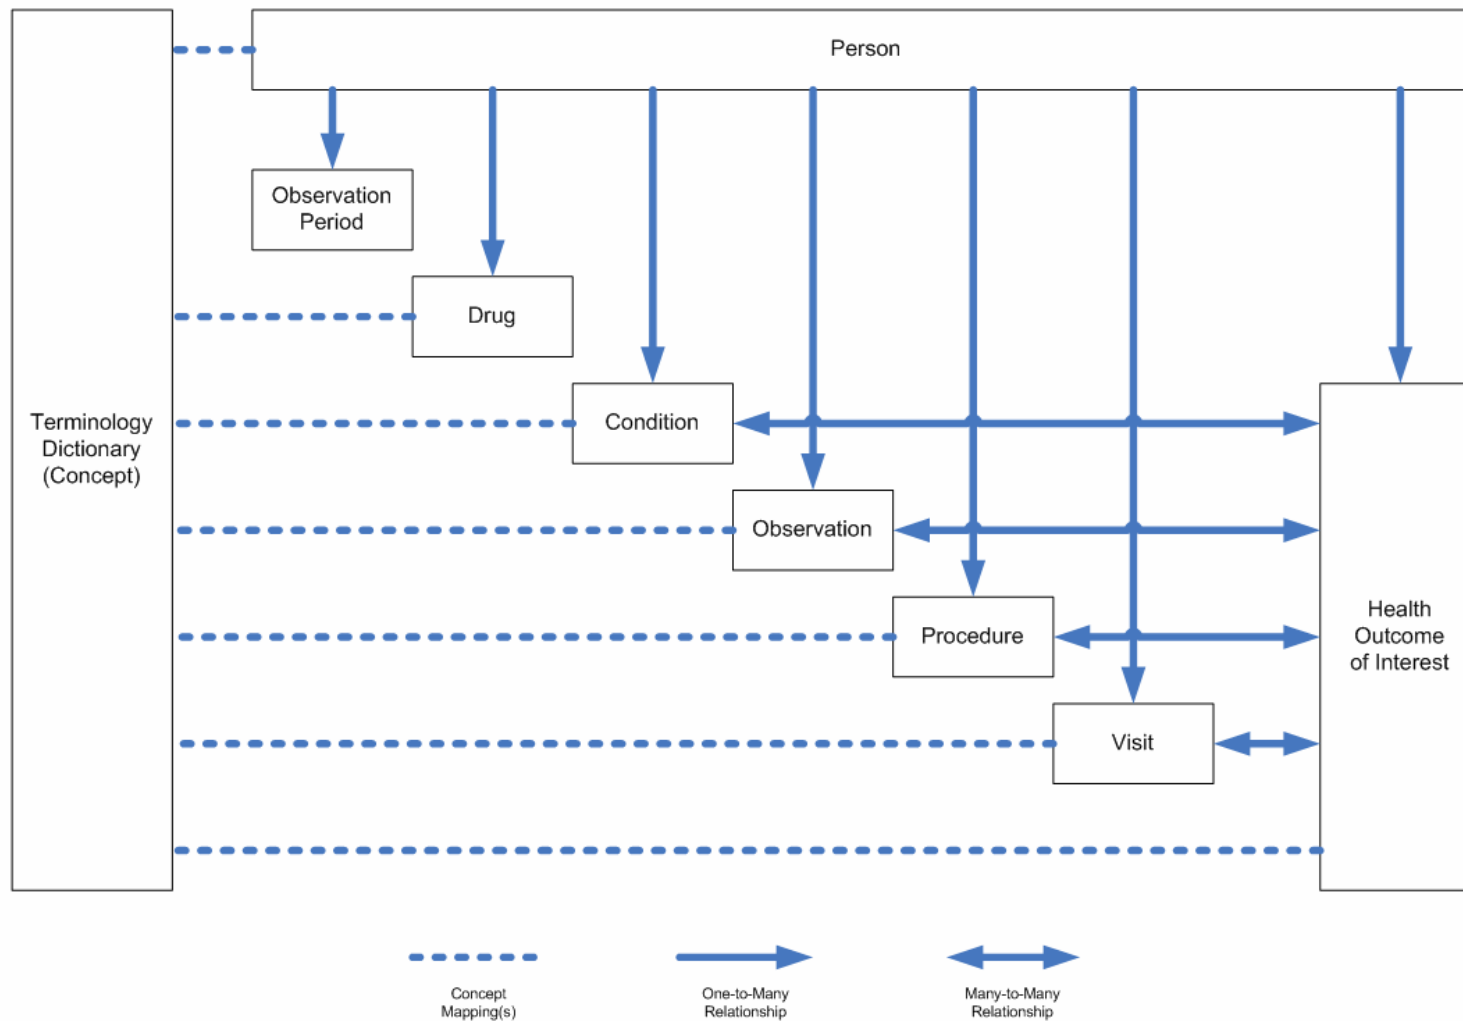 Person
Observation
Period
Drug
Terminology
Dictionary
(Concept)
Condition
Observation
Procedure
Health
Outcome
of Interest
Visit
Concept
Mapping(s)
One-to-Many
Relationship
Many-to-Many
Relationship